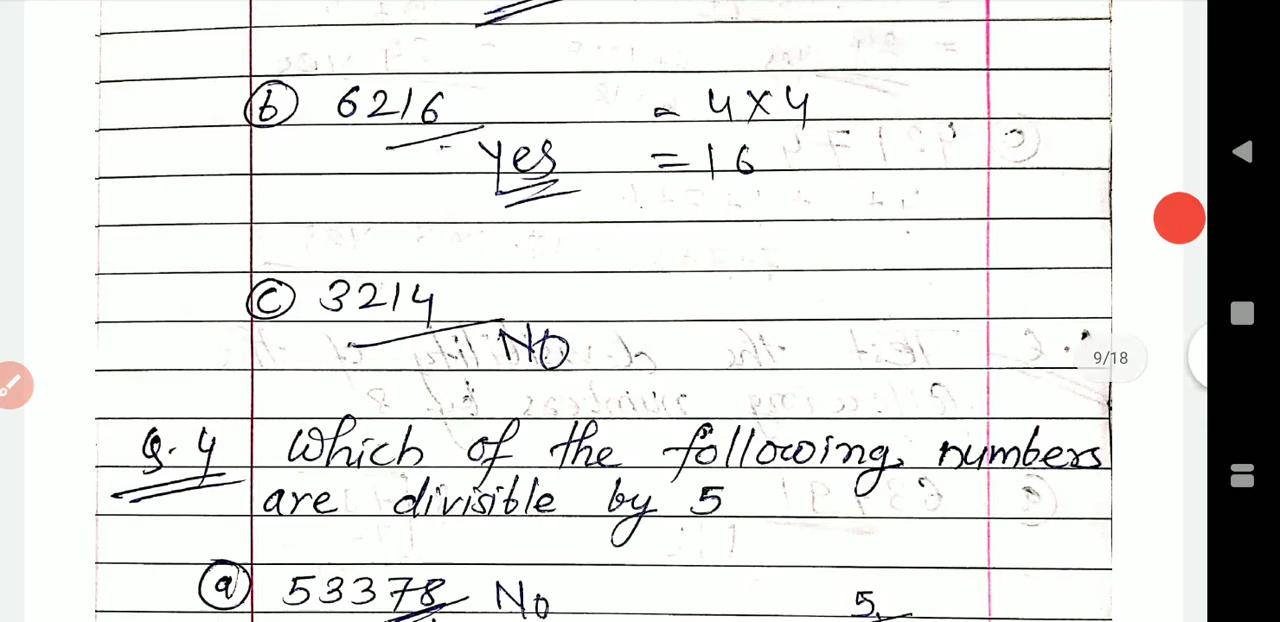 (b) 6216 = 4×4
Yes = 16
(c) 3214
NO
9/18
Q.4 Which of the following numbers
are divisible by 5
(a) 53378 No 5